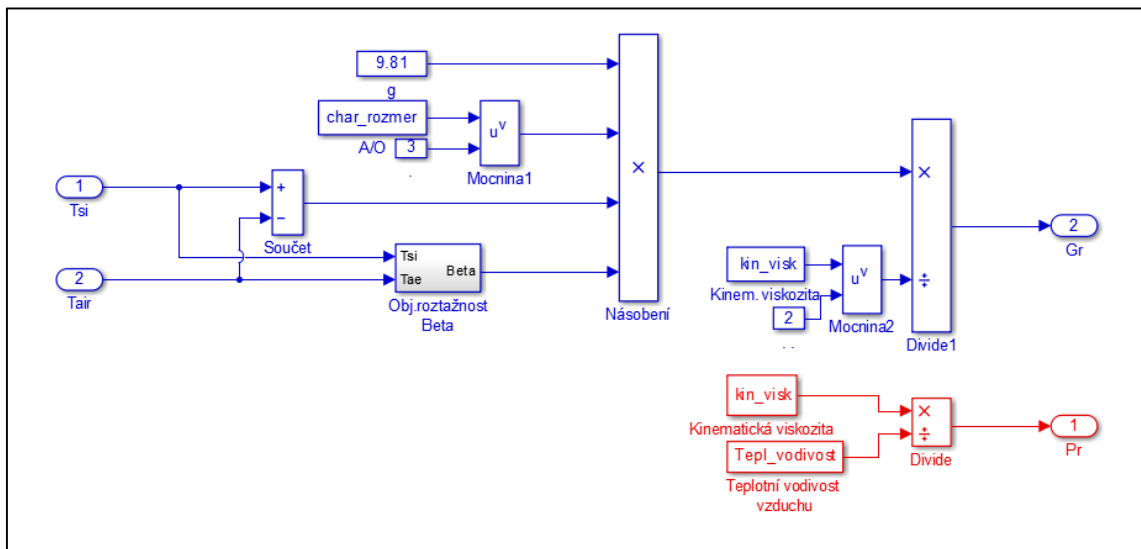 9.81
g
char_rozmer
A/O
3
.
u^v
Mocnina1
×
Násobení
1
Tsi
2
Tair
+
−
Součet
Tsi
Tae
Beta
Obj.roztažnost
Beta
kin_visk
Kinem. viskozita
2
. .
u^v
Mocnina2
×
÷
Divide1
2
Gr
kin_visk
Kinematická viskozita
Tepl_vodivost
Teplotní vodivost
vzduchu
×
÷
Divide
1
Pr